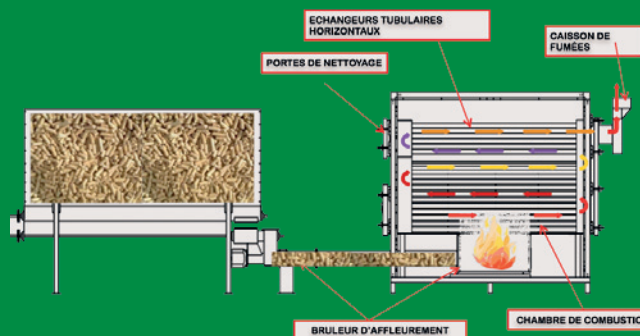 ECHANGEURS TUBULAIRES
HORIZONTAUX
CAISSON DE
FUMÉES
PORTES DE NETTOYAGE
CHAMBRE DE COMBUSTIO
BRULEUR D'AFFLEUREMENT